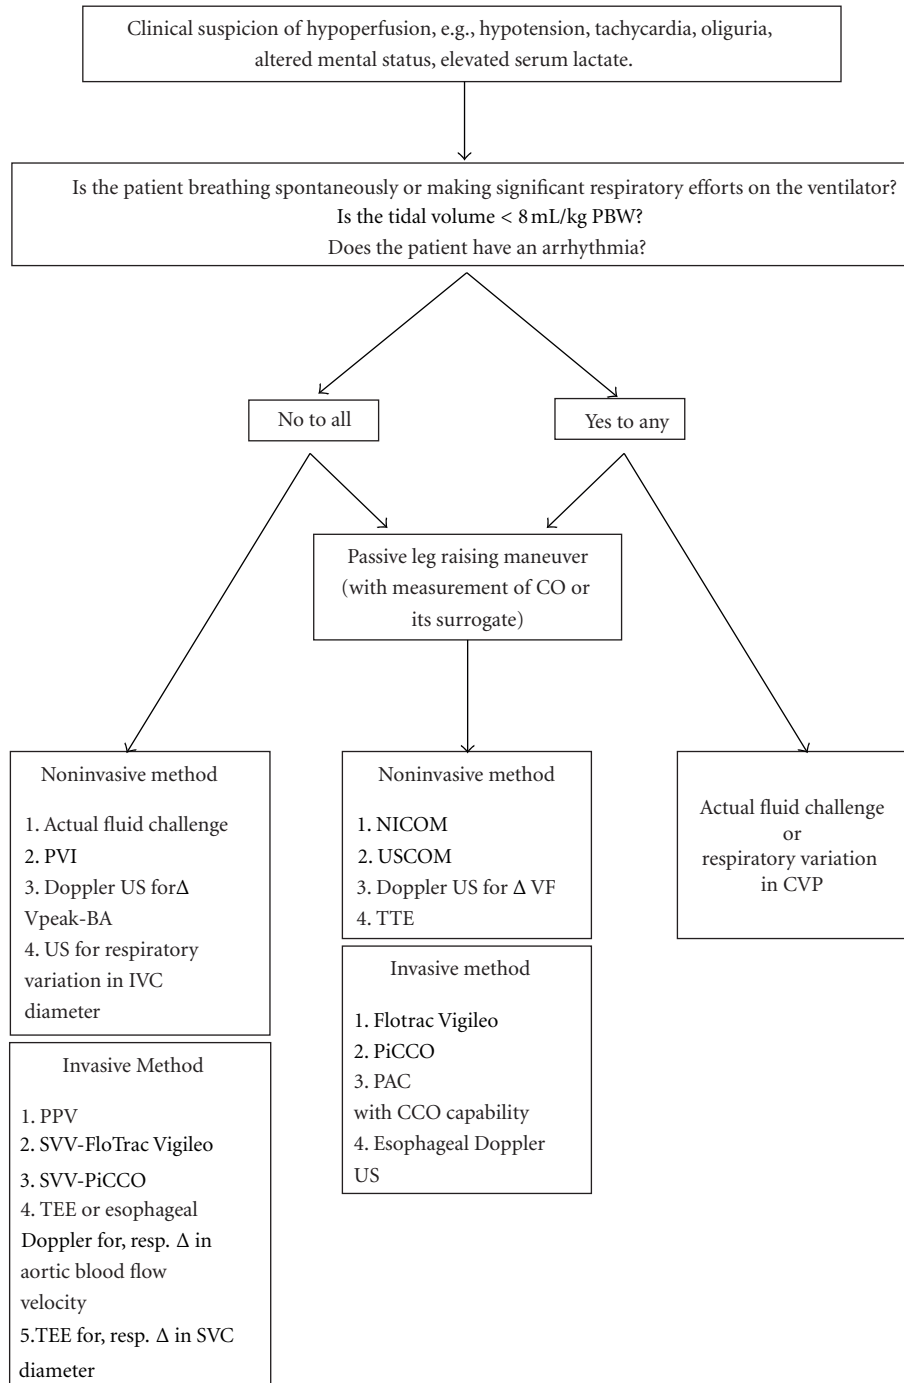 Clinical suspicion of hypoperfusion, e.g., hypotension, tachycardia, oliguria,
altered mental status, elevated serum lactate.
Is the patient breathing spontaneously or making significant respiratory efforts on the ventilator?
Is the tidal volume < 8 mL/kg PBW?
Does the patient have an arrhythmia?
No to all
Yes to any
Passive leg raising maneuver
(with measurement of CO or
its surrogate)
Noninvasive method
1. Actual fluid challenge
2. PVI
3. Doppler US forΔ
Vpeak-BA
4. US for respiratory
variation in IVC
diameter
Invasive Method
1. PPV
2. SVV-FloTrac Vigileo
3. SVV-PiCCO
4. TEE or esophageal
Doppler for, resp. Δ in
aortic blood flow
velocity
5.TEE for, resp. Δ in SVC
diameter
Noninvasive method
1. NICOM
2. USCOM
3. Doppler US for Δ VF
4. TTE
Invasive method
1. Flotrac Vigileo
2. PiCCO
3. PAC
with CCO capability
4. Esophageal Doppler
US
Actual fluid challenge
or
respiratory variation
in CVP